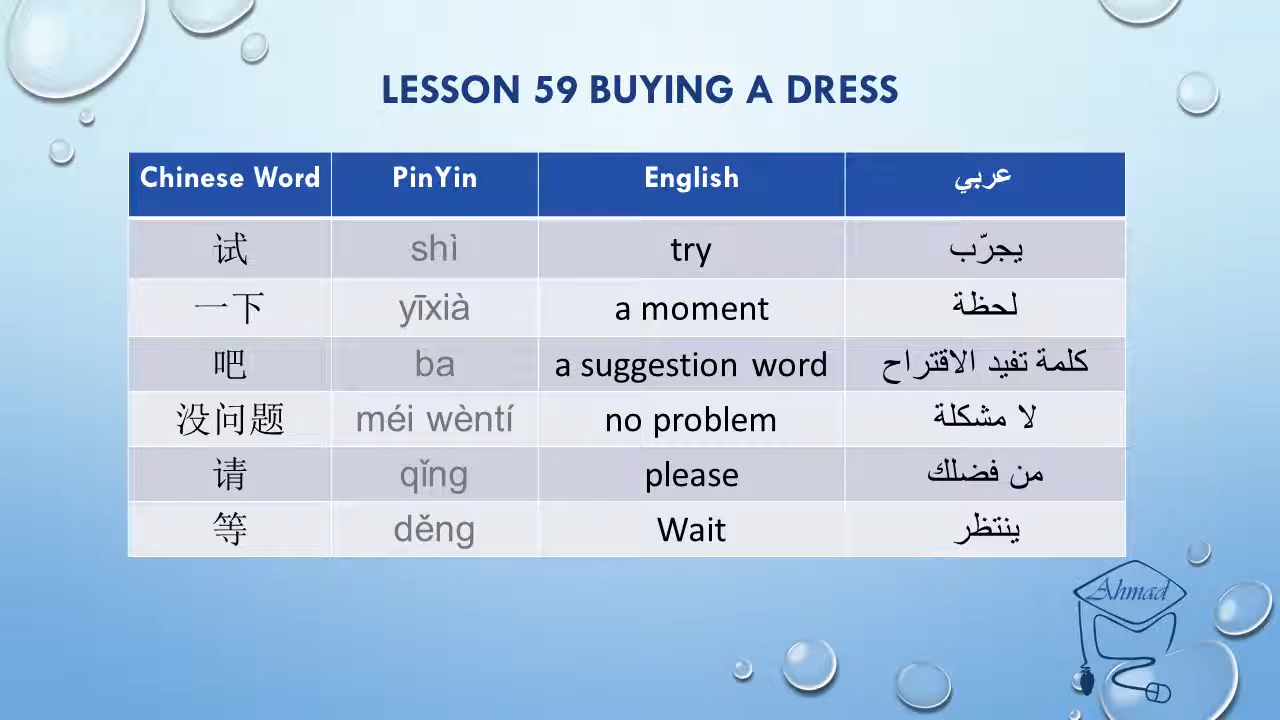 LESSON 59 BUYING A DRESS
Chinese Word PinYin English عربي
试 shì try يجرّب
一下 yīxià a moment لحظة
吧 ba a suggestion word كلمة تفيد الاقتراح
没问题 méi wèntí no problem لا مشكلة
请 qǐng please من فضلك
等 děng Wait ينتظر
Ahmad